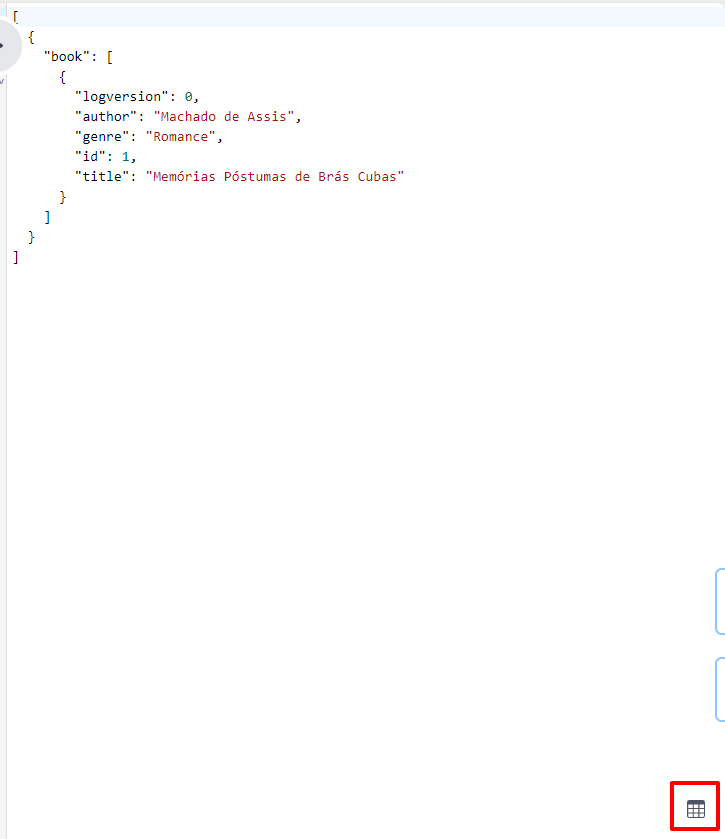 [
  {
    "book": [
      {
        "logversion": 0,
        "author": "Machado de Assis",
        "genre": "Romance",
        "id": 1,
        "title": "Memórias Póstumas de Brás Cubas"
      }
    ]
  }
]